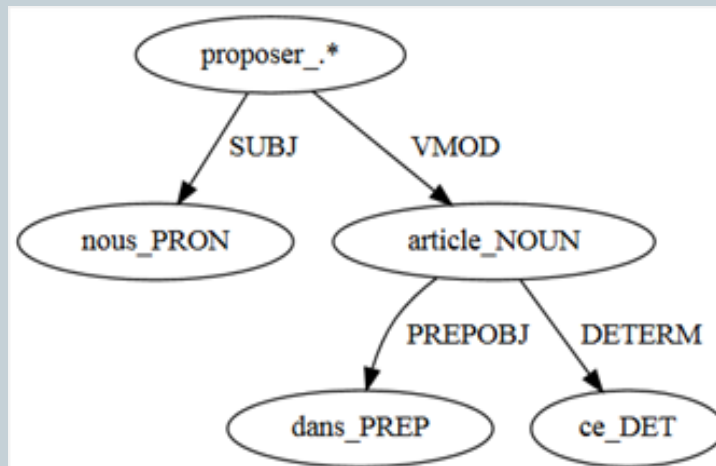 proposer_.*
SUBJ VMOD
nous_PRON article_NOUN
PREPOBJ DETERM
dans_PREP ce_DET